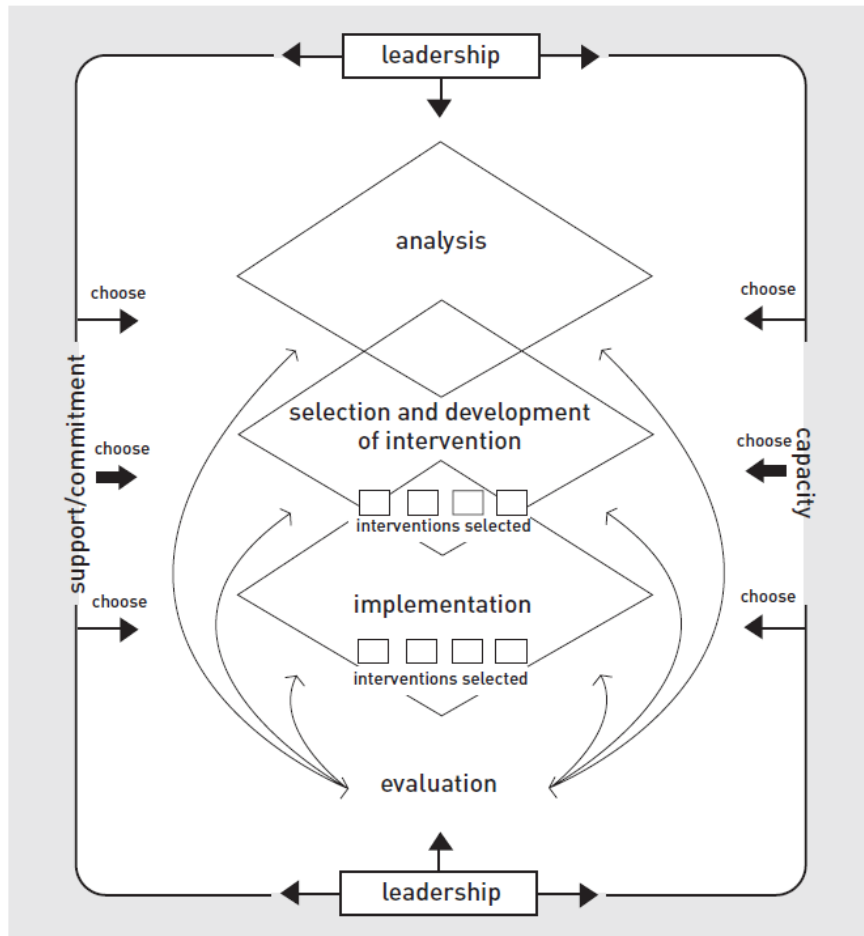 leadership
analysis
choose
choose
support/commitment
selection and development
of intervention
choose
choose
capacity
interventions selected
choose
implementation
choose
interventions selected
evaluation
leadership